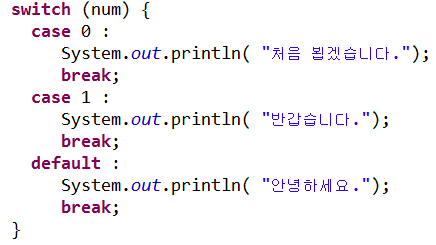 switch (num) {
case 0 :
System.out.println( "처음 뵙겠습니다.");
break;
case 1 :
System.out.println( "반갑습니다.");
break;
default :
System.out.println( "안녕하세요.");
break;
}